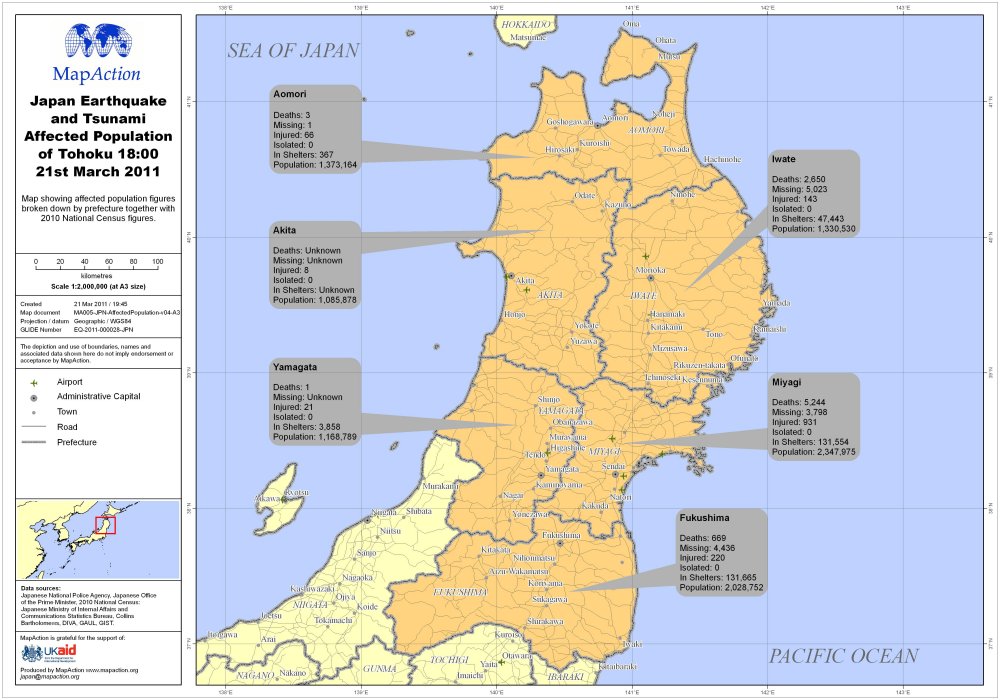 MapAction
Japan Earthquake
and Tsunami
Affected Population
of Tohoku 18:00
21st March 2011
Map showing affected population figures
broken down by prefecture together with
2010 National Census figures.
0 20 40 60 80 100
kilometres
Scale 1:2,000,000 (at A3 size)
Created 21 Mar 2011 / 19:45
Map document MA005-JPN-AffectedPopulation-v04-A3
Projection / datum Geographic / WGS84
GLIDE Number EQ-2011-000028-JPN
The depiction and use of boundaries, names and
associated data shown here do not imply endorsement or
acceptance by MapAction.
Airport
Administrative Capital
Town
Road
Prefecture
Data sources:
Japanese National Police Agency, Japanese Office
of the Prime Minister, 2010 National Census:
Japanese Ministry of Internal Affairs and
Communications Statistics Bureau, Collins
Bartholomews, DIVA, GAUL, GIST.
MapAction is grateful for the support of:
UKaid
Produced by MapAction www.mapaction.org
japan@mapaction.org
138°E 139°E 140°E 141°E 142°E 143°E
SEA OF JAPAN
HOKKAIDO
Matsumae
Oma
Ohata
Mutsu
41°N
Aomori
Deaths: 3
Missing: 1
Injured: 66
Isolated: 0
In Shelters: 367
Population: 1,373,164
Goshogawara
Aomori
Noheji
AOMORI
Kuroishi
Hirosaki
Towada
Hachinohe
Iwate
Deaths: 2,650
Missing: 5,023
Injured: 143
Isolated: 0
In Shelters: 47,443
Population: 1,330,530
Odate
Kazuno
Ninohe
40°N
Akita
Deaths: Unknown
Missing: Unknown
Injured: 8
Isolated: 0
In Shelters: Unknown
Population: 1,085,878
Akita
AKITA
Honjo
Morioka
IWATE
Yamada
Hanamaki
Kitakami
Kamaishi
Tono
Yokote
Yuzawa
Mizusawa
Ofunato
Rikuzen-takata
Ichinoseki
Kesennuma
39°N
Yamagata
Deaths: 1
Missing: Unknown
Injured: 21
Isolated: 0
In Shelters: 3,858
Population: 1,168,789
Miyagi
Deaths: 5,244
Missing: 3,798
Injured: 931
Isolated: 0
In Shelters: 131,554
Population: 2,347,975
Shinjo
YAMAGATA
Obanazawa
Murayama
Higashine
Tendo
MIYAGI
Yamagata
Sendai
Kaminoyama
Murakami
Nagai
Natori
Kakuda
Ryotsu
Aikawa
38°N
Yonezawa
Niigata
Shibata
Niitsu
Fukushima
Fukushima
Deaths: 669
Missing: 4,436
Injured: 220
Isolated: 0
In Shelters: 131,665
Population: 2,028,752
Kitakata
Nihommatsu
Sanjo
Aizu-Wakamatsu
Nagaoka
Koriyama
Kashiwazaki
Ojiya
FUKUSHIMA
Sukagawa
NIIGATA
Koide
Joetsu
Tokamachi
Shirakawa
Itoigawa
Arai
Kuroiso
Iwaki
37°N
TOCHIGI
Otawara
Yaita
Kitaibaraki
NAGANO
Nakano
GUNMA
Imaichi
IBARAKI
PACIFIC OCEAN
138°E 139°E 140°E 141°E 142°E 143°E